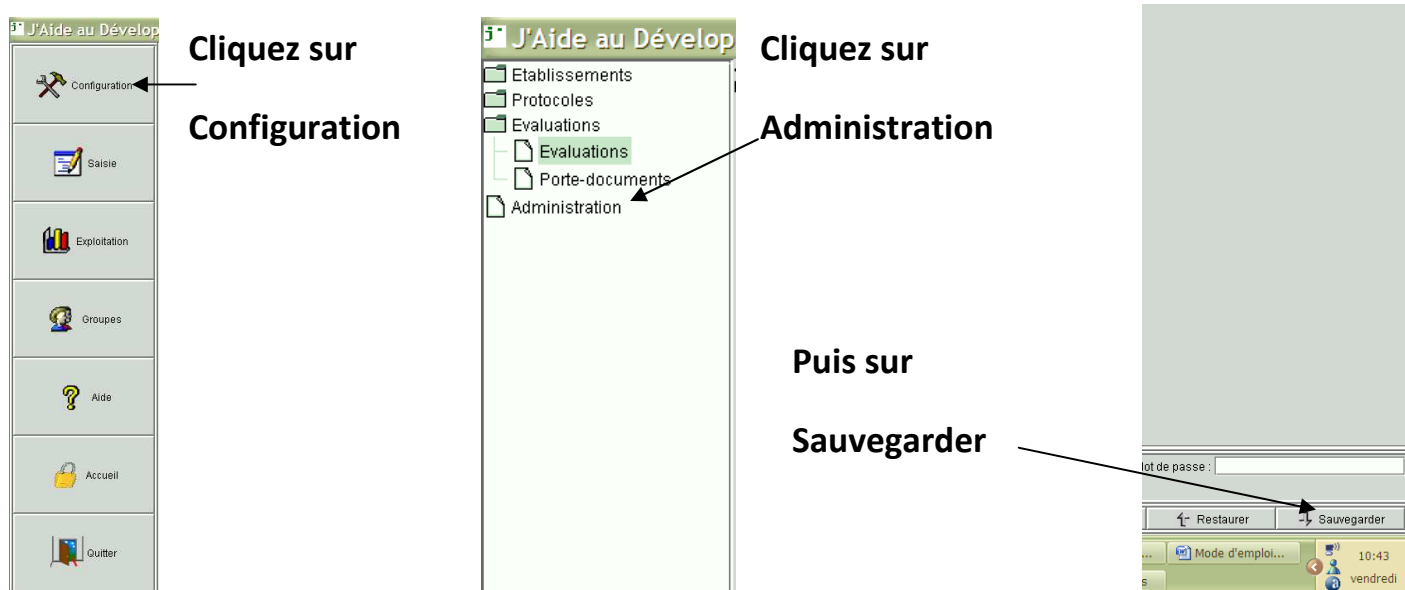 J'Aide au Dévelop
Configuration
Saisie
Exploitation
Groupes
Aide
Accueil
Quitter
Cliquez sur
Configuration
J'Aide au Dévelop
Etablissements
Protocoles
Evaluations
Evaluations
Porte-documents
Administration
Cliquez sur
Administration
Puis sur
Sauvegarder
lot de passe :
Restaurer
Sauvegarder
... Mode d'emploi...
10:43
s
vendredi